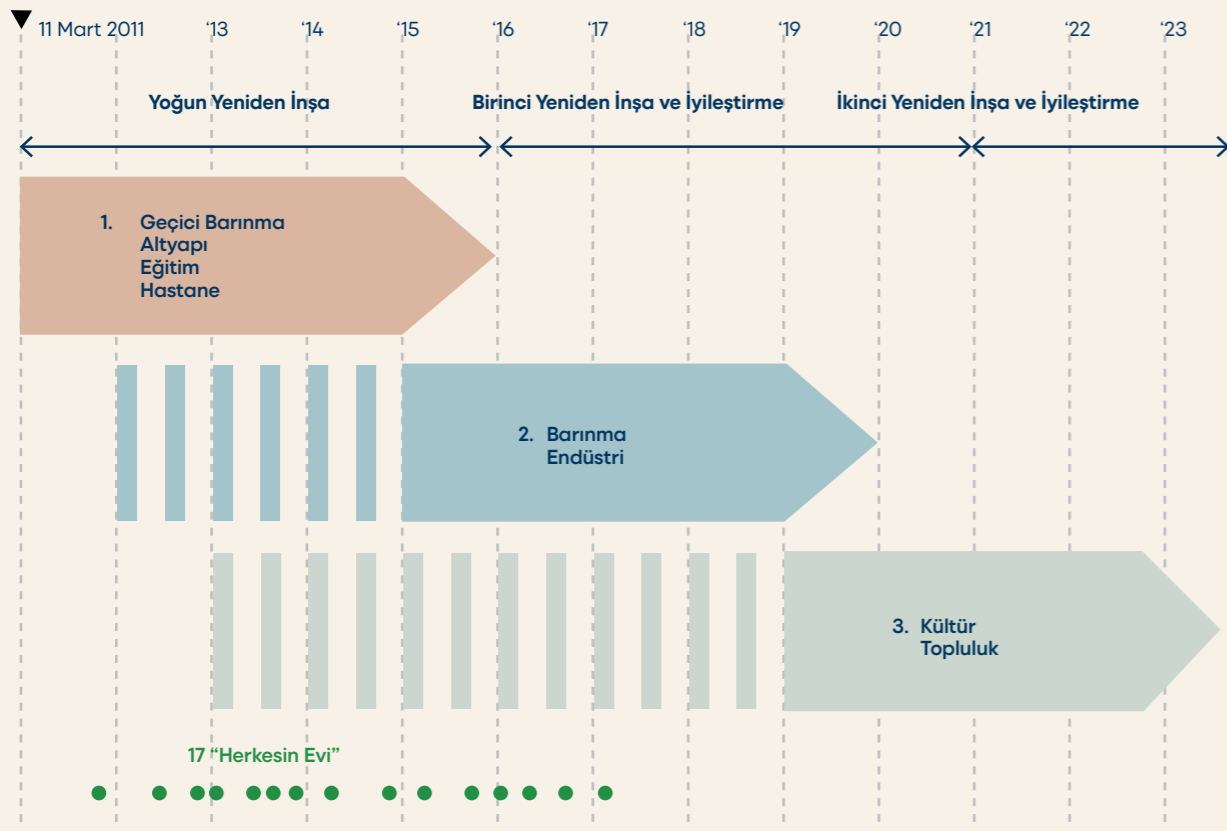 11 Mart 2011 ‘13 ‘14 ‘15 ‘16 ‘17 ‘18 ‘19 ‘20 ‘21 ‘22 ‘23
Yoğun Yeniden İnşa Birinci Yeniden İnşa ve İyileştirme İkinci Yeniden İnşa ve İyileştirme
1. Geçici Barınma
Altyapı
Eğitim
Hastane
2. Barınma
Endüstri
3. Kültür
Topluluk
17 “Herkesin Evi”